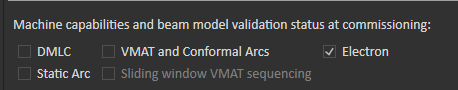 Machine capabilities and beam model validation status at commissioning:
DMLC VMAT and Conformal Arcs Electron
Static Arc Sliding window VMAT sequencing